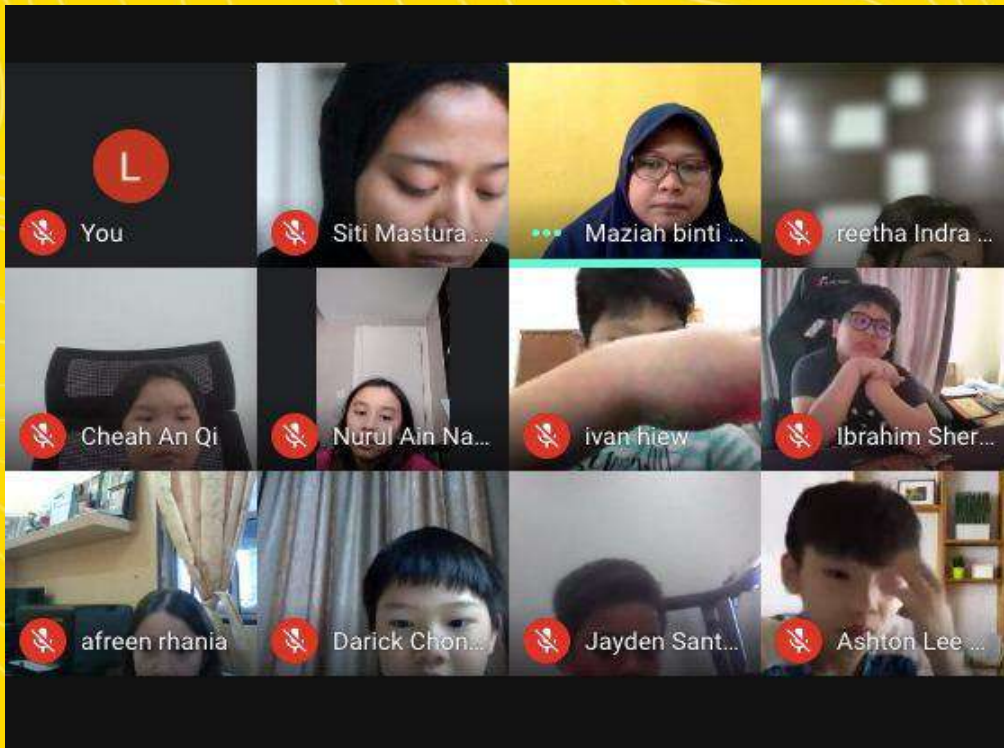 L
You
Siti Mastura ...
Maziah binti ...
reetha Indra ...
Cheah An Qi
Nurul Ain Na...
ivan hiew
Ibrahim Sher...
afreen rhania
Darick Chon...
Jayden Sant...
Ashton Lee ...